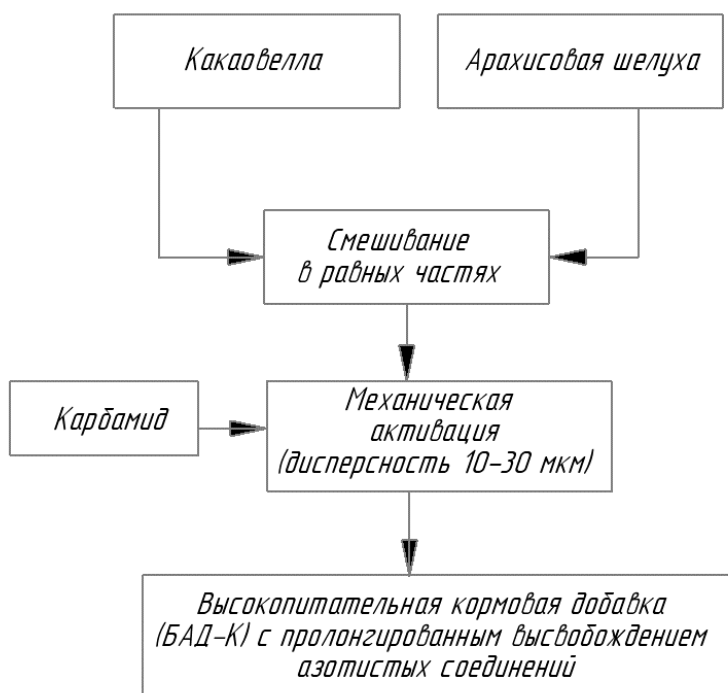 Какаовелла
Арахисовая шелуха
Смешивание
в равных частях
Карбамид
Механическая
активация
(дисперсность 10–30 мкм)
Высокопитательная кормовая добавка
(БАД–К) с пролонгированным высвобождением
азотистых соединений